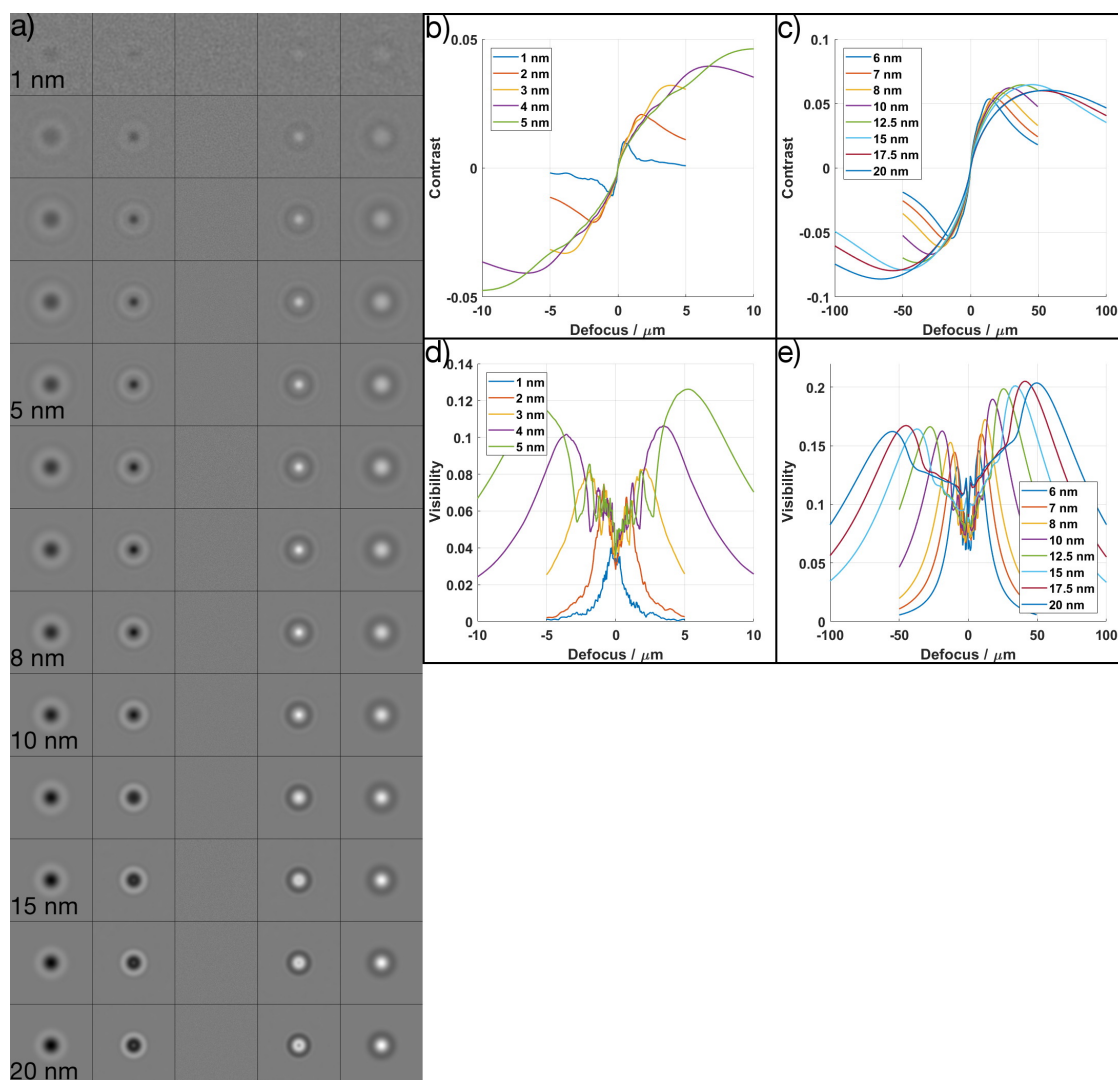 a)
1 nm
5 nm
8 nm
10 nm
15 nm
20 nm
b)
0.05
0
-0.05
Contrast
-10
-5
0
5
10
Defocus / μm
1 nm
2 nm
3 nm
4 nm
5 nm
c)
0.1
0.05
0
-0.05
-0.1
Contrast
-100
-50
0
50
100
Defocus / μm
6 nm
7 nm
8 nm
10 nm
12.5 nm
15 nm
17.5 nm
20 nm
d)
0.14
0.12
0.1
0.08
0.06
0.04
0.02
0
Visibility
-10
-5
0
5
10
Defocus / μm
1 nm
2 nm
3 nm
4 nm
5 nm
e)
0.2
0.15
0.1
0.05
0
Visibility
-100
-50
0
50
100
Defocus / μm
6 nm
7 nm
8 nm
10 nm
12.5 nm
15 nm
17.5 nm
20 nm